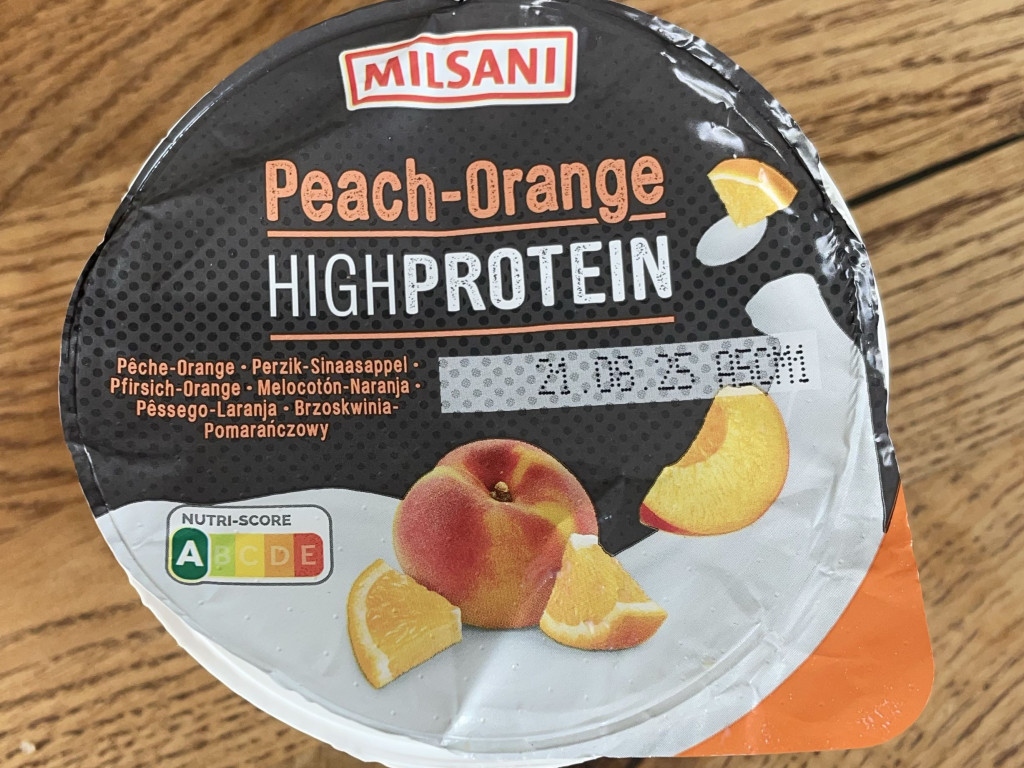 MILSANI
Peach-Orange
HIGHPROTEIN
Pêche-Orange • Perzik-Sinaasappel •
Pfirsich-Orange • Melocotón-Naranja •
Pêssego-Laranja • Brzoskwinia-
Pomarańczowy
21 08 25
NUTRI-SCORE
A B C D E